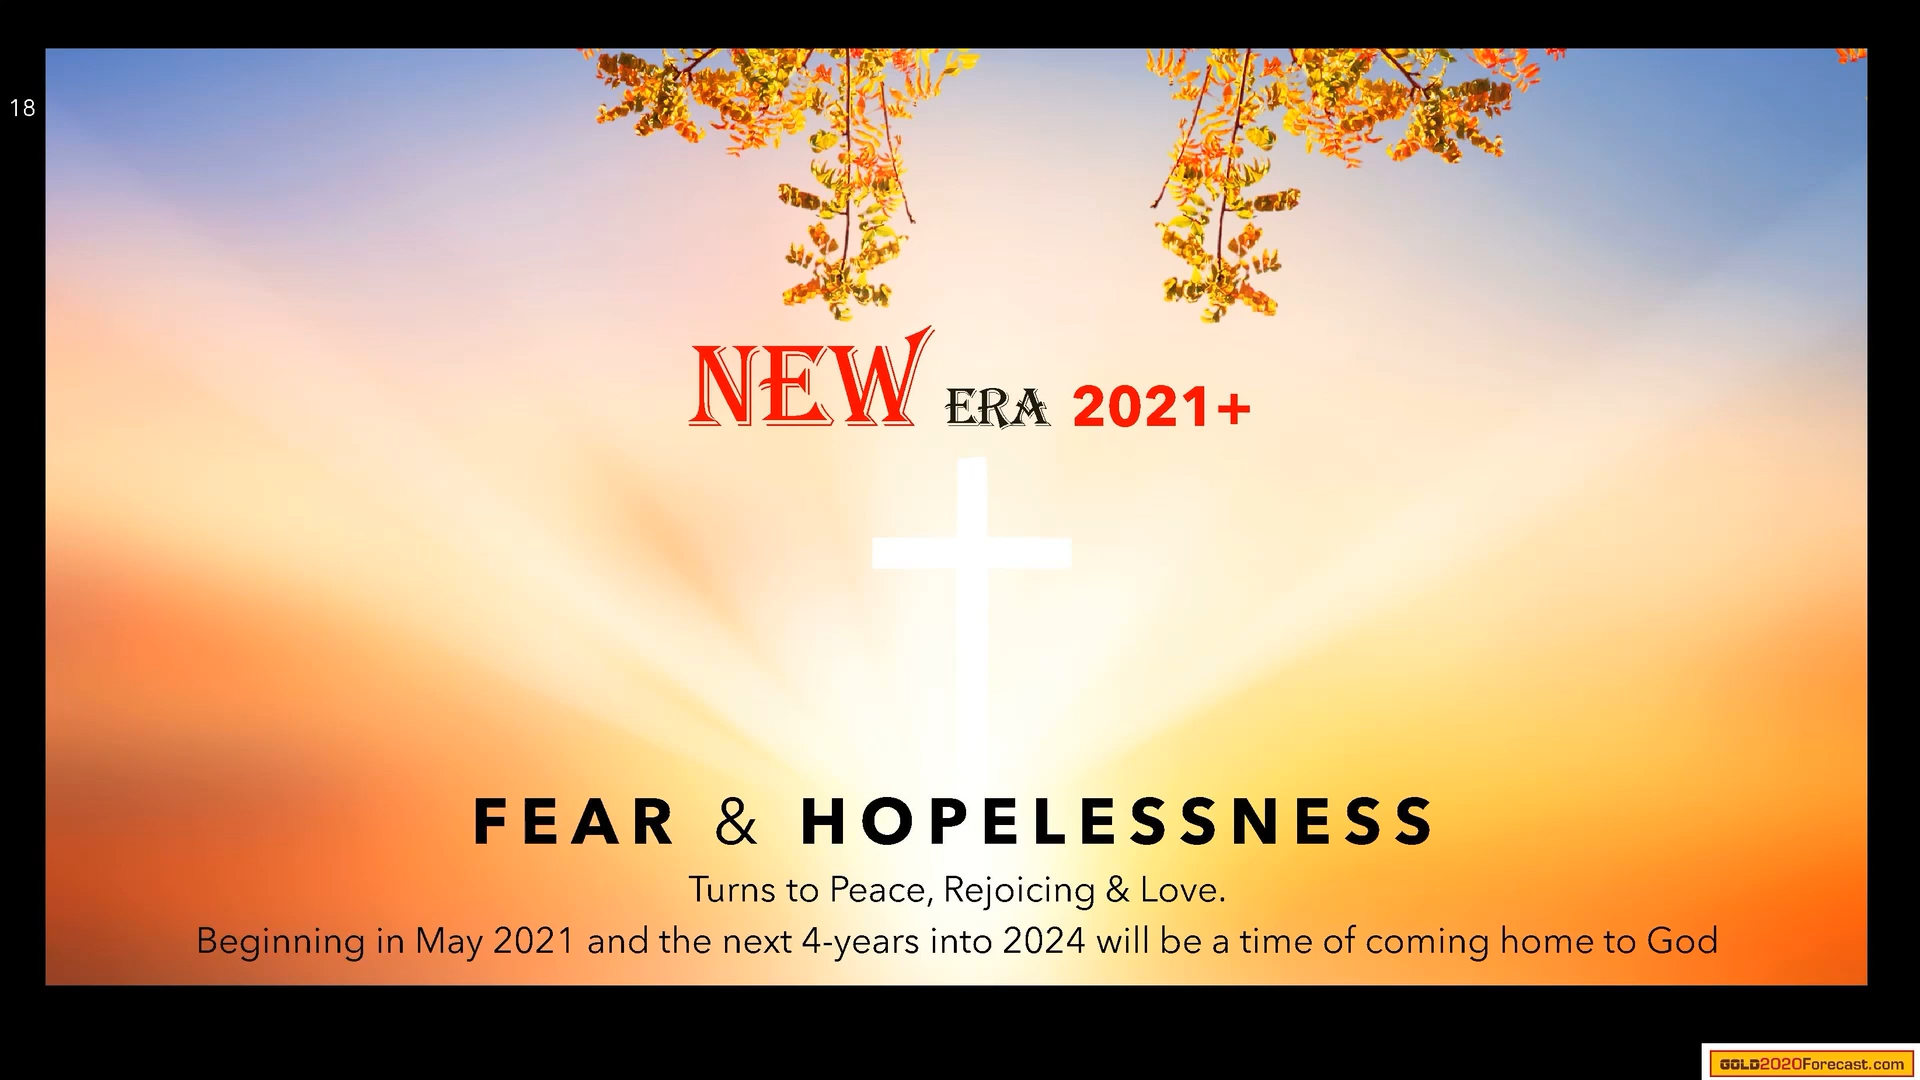 18
NEW ERA 2021+
FEAR & HOPELESSNESS
Turns to Peace, Rejoicing & Love.
Beginning in May 2021 and the next 4-years into 2024 will be a time of coming home to God
GOLD2020Forecast.com